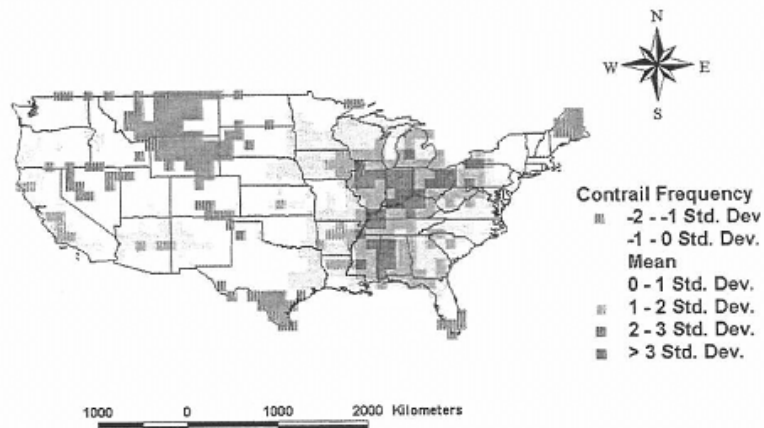 N
W E
S
Contrail Frequency
-2 - -1 Std. Dev
-1 - 0 Std. Dev.
Mean
0 - 1 Std. Dev.
1 - 2 Std. Dev.
2 - 3 Std. Dev.
> 3 Std. Dev.
1000 0 1000 2000 Kilometers